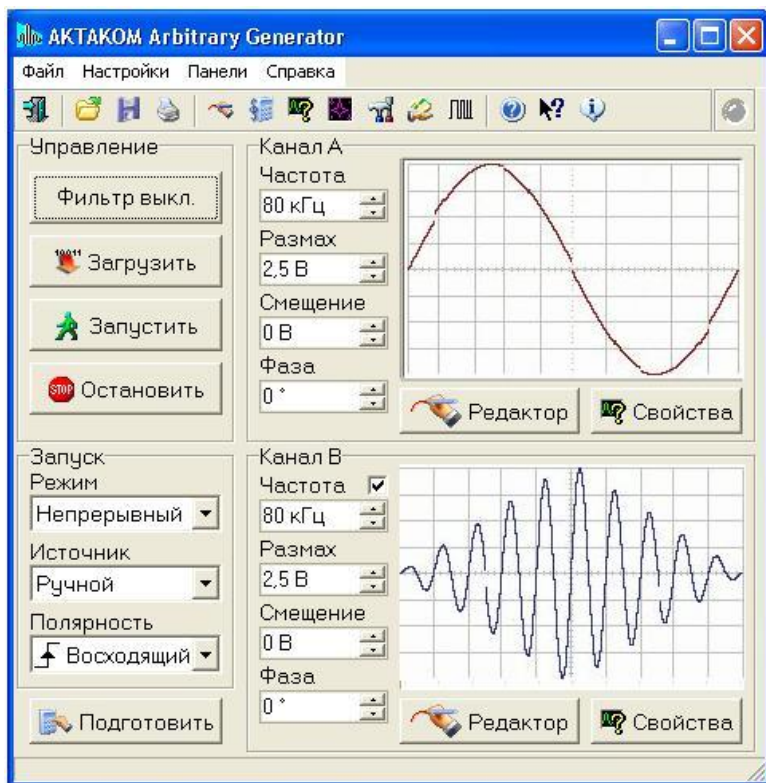 AKTAKOM Arbitrary Generator
Файл Настройки Панели Справка
Управление
Фильтр выкл.
10011
Загрузить
Запустить
STOP
Остановить
Канал A
Частота
80 кГц
Размах
2,5 В
Смещение
0 В
Фаза
0 °
Редактор
Свойства
Запуск
Режим
Непрерывный
Источник
Ручной
Полярность
Восходящий
Подготовить
Канал B
Частота
80 кГц
Размах
2,5 В
Смещение
0 В
Фаза
0 °
Редактор
Свойства